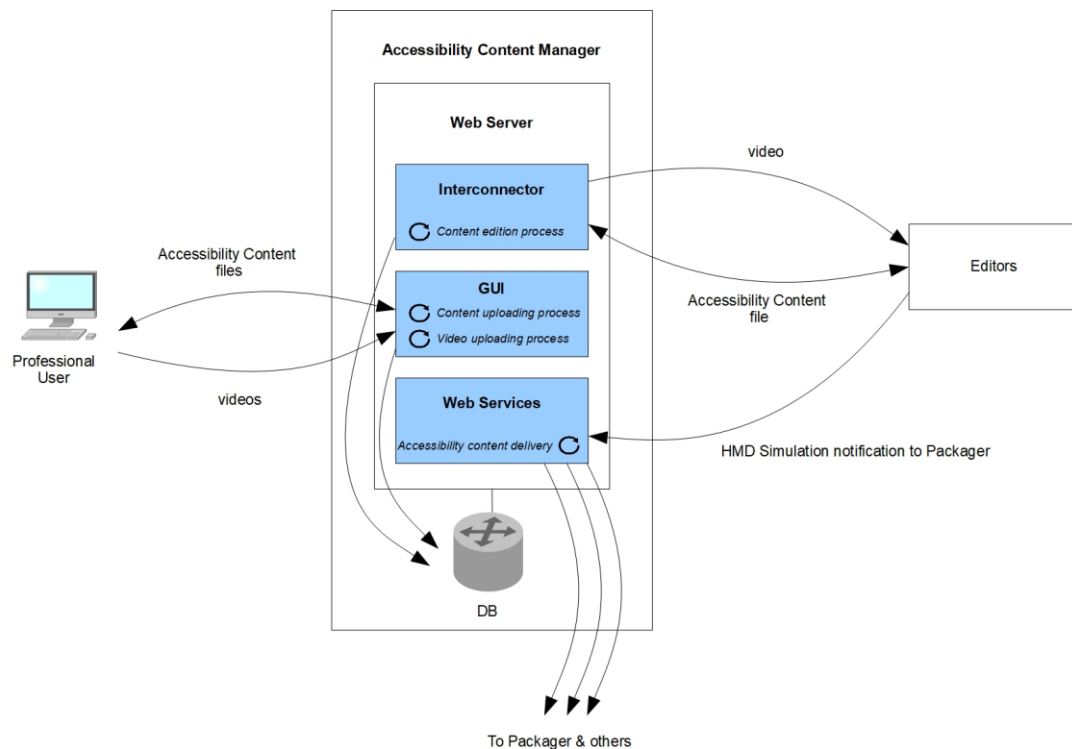 Accessibility Content Manager
Web Server
video
Interconnector
Content edition process
Accessibility Content
files
Editors
GUI
Content uploading process
Video uploading process
Accessibility Content
file
Professional
User
videos
Web Services
Accessibility content delivery
HMD Simulation notification to Packager
DB
To Packager & others